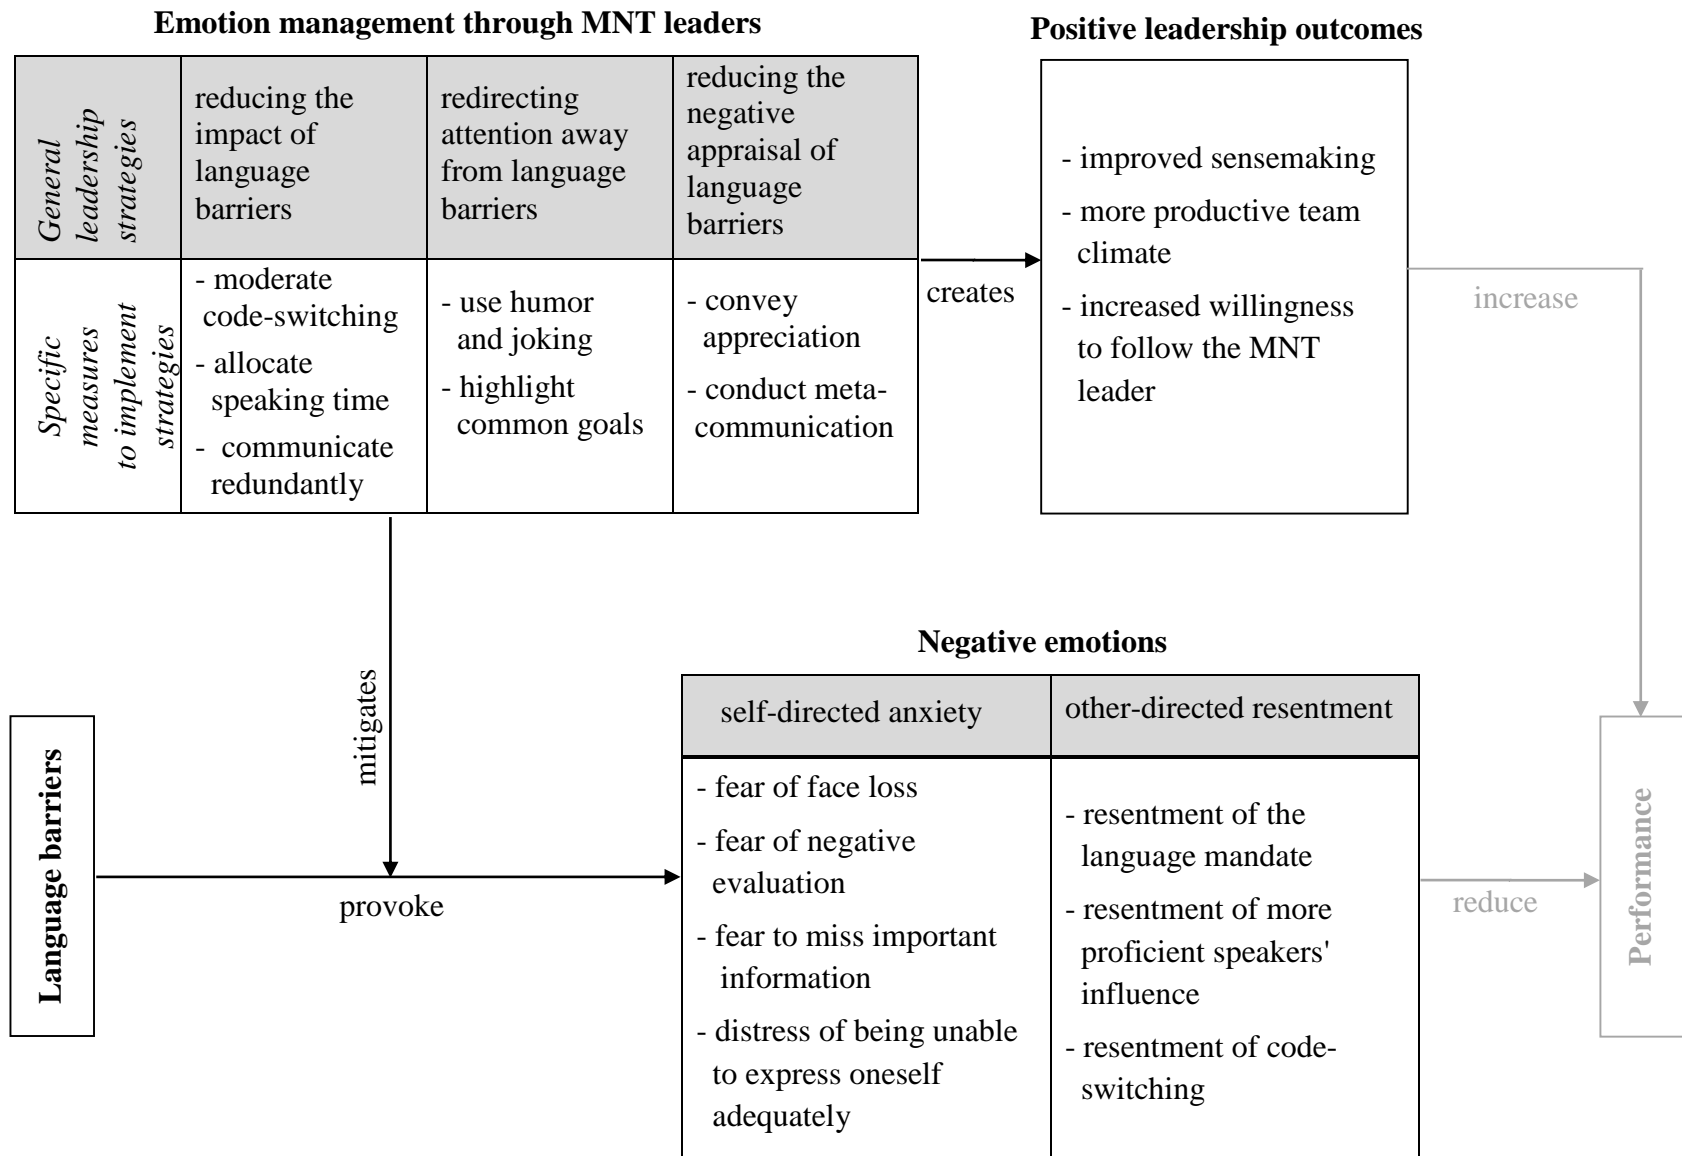 Emotion management through MNT leaders
General
leadership
strategies
reducing the
impact of
language
barriers
redirecting
attention away
from language
barriers
reducing the
negative
appraisal of
language
barriers
Specific
measures
to implement
strategies
- moderate
code-switching
- allocate
speaking time
- communicate
redundantly
- use humor
and joking
- highlight
common goals
- convey
appreciation
- conduct meta-
communication
creates
Positive leadership outcomes
- improved sensemaking
- more productive team
climate
- increased willingness
to follow the MNT
leader
increase
mitigates
Language barriers
provoke
Negative emotions
self-directed anxiety
other-directed resentment
- fear of face loss
- fear of negative
evaluation
- fear to miss important
information
- distress of being unable
to express oneself
adequately
- resentment of the
language mandate
- resentment of more
proficient speakers'
influence
- resentment of code-
switching
reduce
Performance